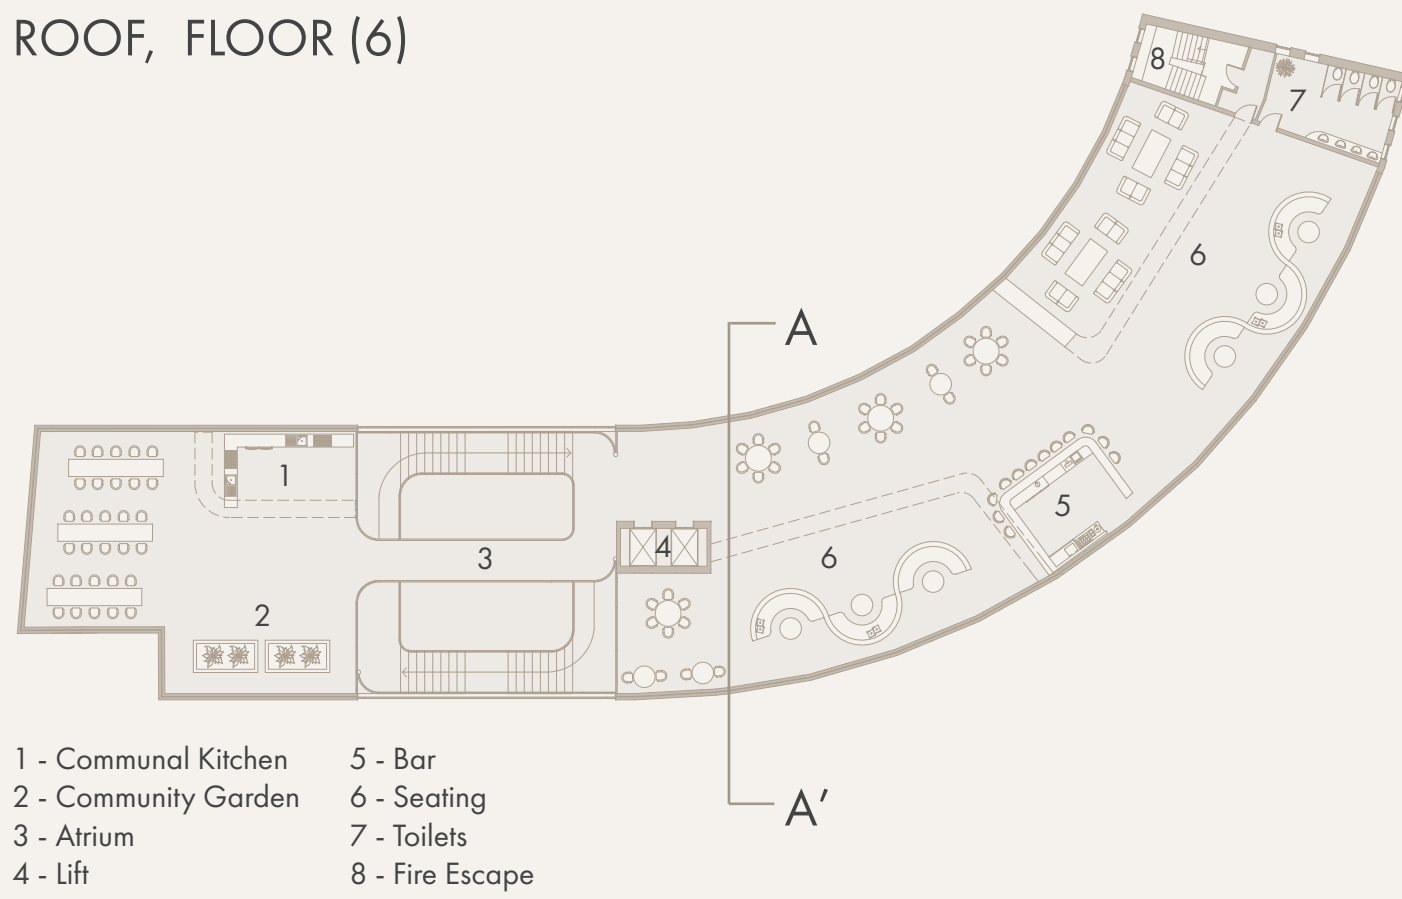 ROOF, FLOOR (6)
8
7
6
A
1
5
4
3
6
2
A'
1 - Communal Kitchen
2 - Community Garden
3 - Atrium
4 - Lift
5 - Bar
6 - Seating
7 - Toilets
8 - Fire Escape